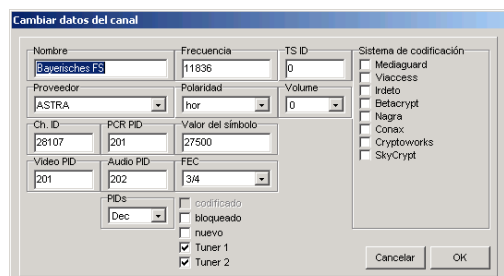 Cambiar datos del canal
Nombre
Bayerisches FS
Frecuencia
11836
TS ID
0
Sistema de codificación
Mediaguard
Viaccess
Irdeto
Betacrypt
Nagra
Conax
Cryptoworks
SkyCrypt
Proveedor
ASTRA
Polaridad
hor
Volume
0
Ch. ID
28107
PCR PID
201
Valor del símbolo
27500
Video PID
201
Audio PID
202
FEC
3/4
PIDs
Dec
codificado
bloqueado
nuevo
Tuner 1
Tuner 2
Cancelar
OK